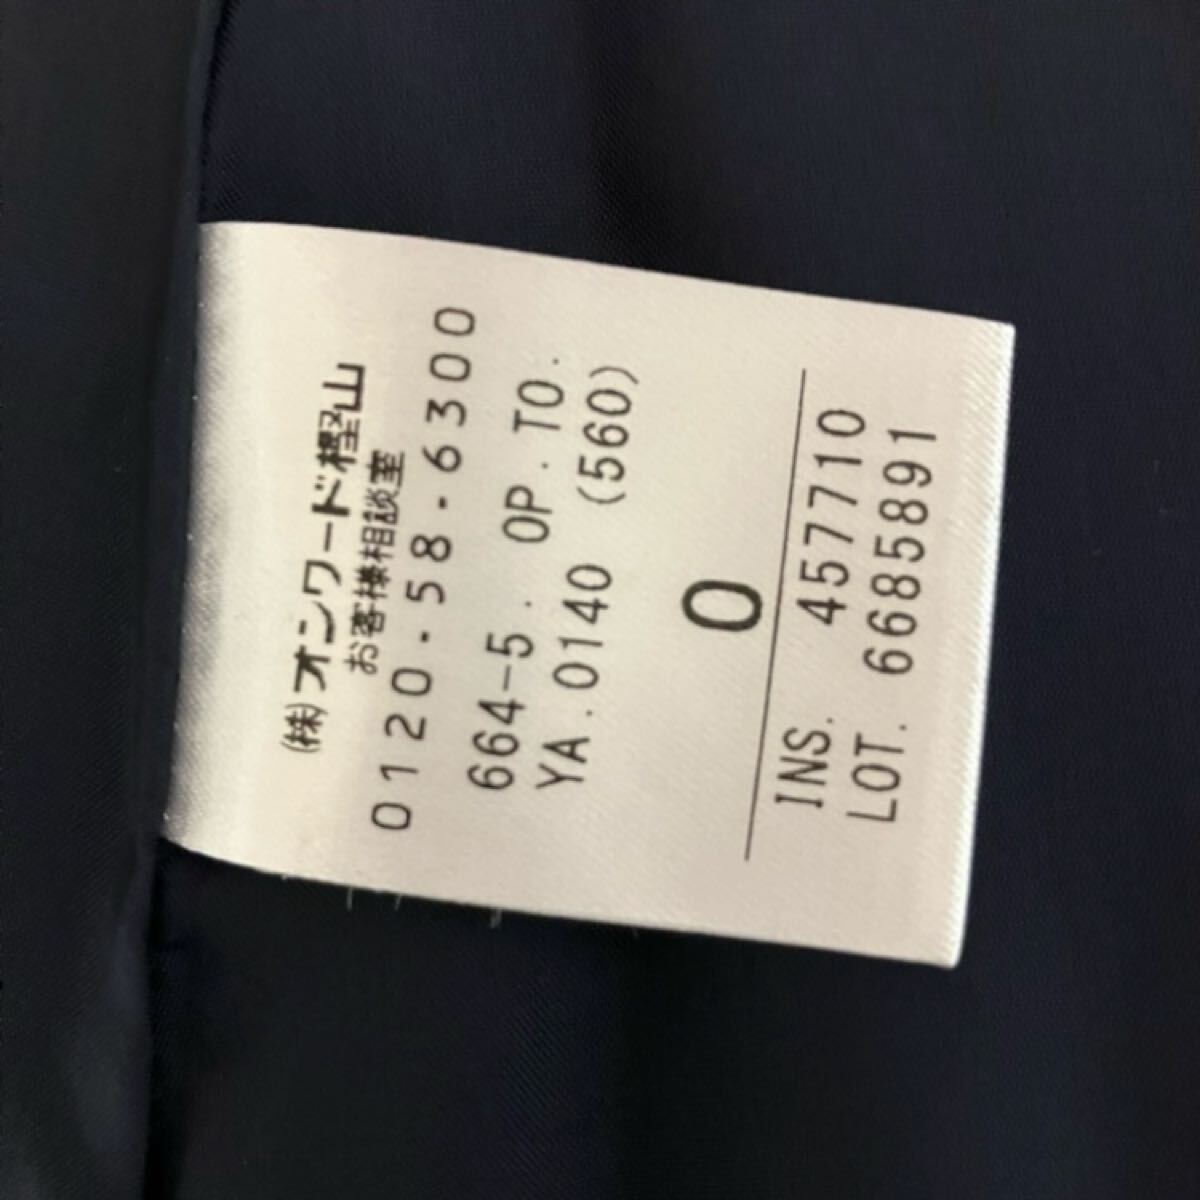 (株)オンワード樫山
お客様相談室
0120-58-6300
664-5. OP.TO.
YA.0140 (560)
0
INS. 457710
LOT. 6685891